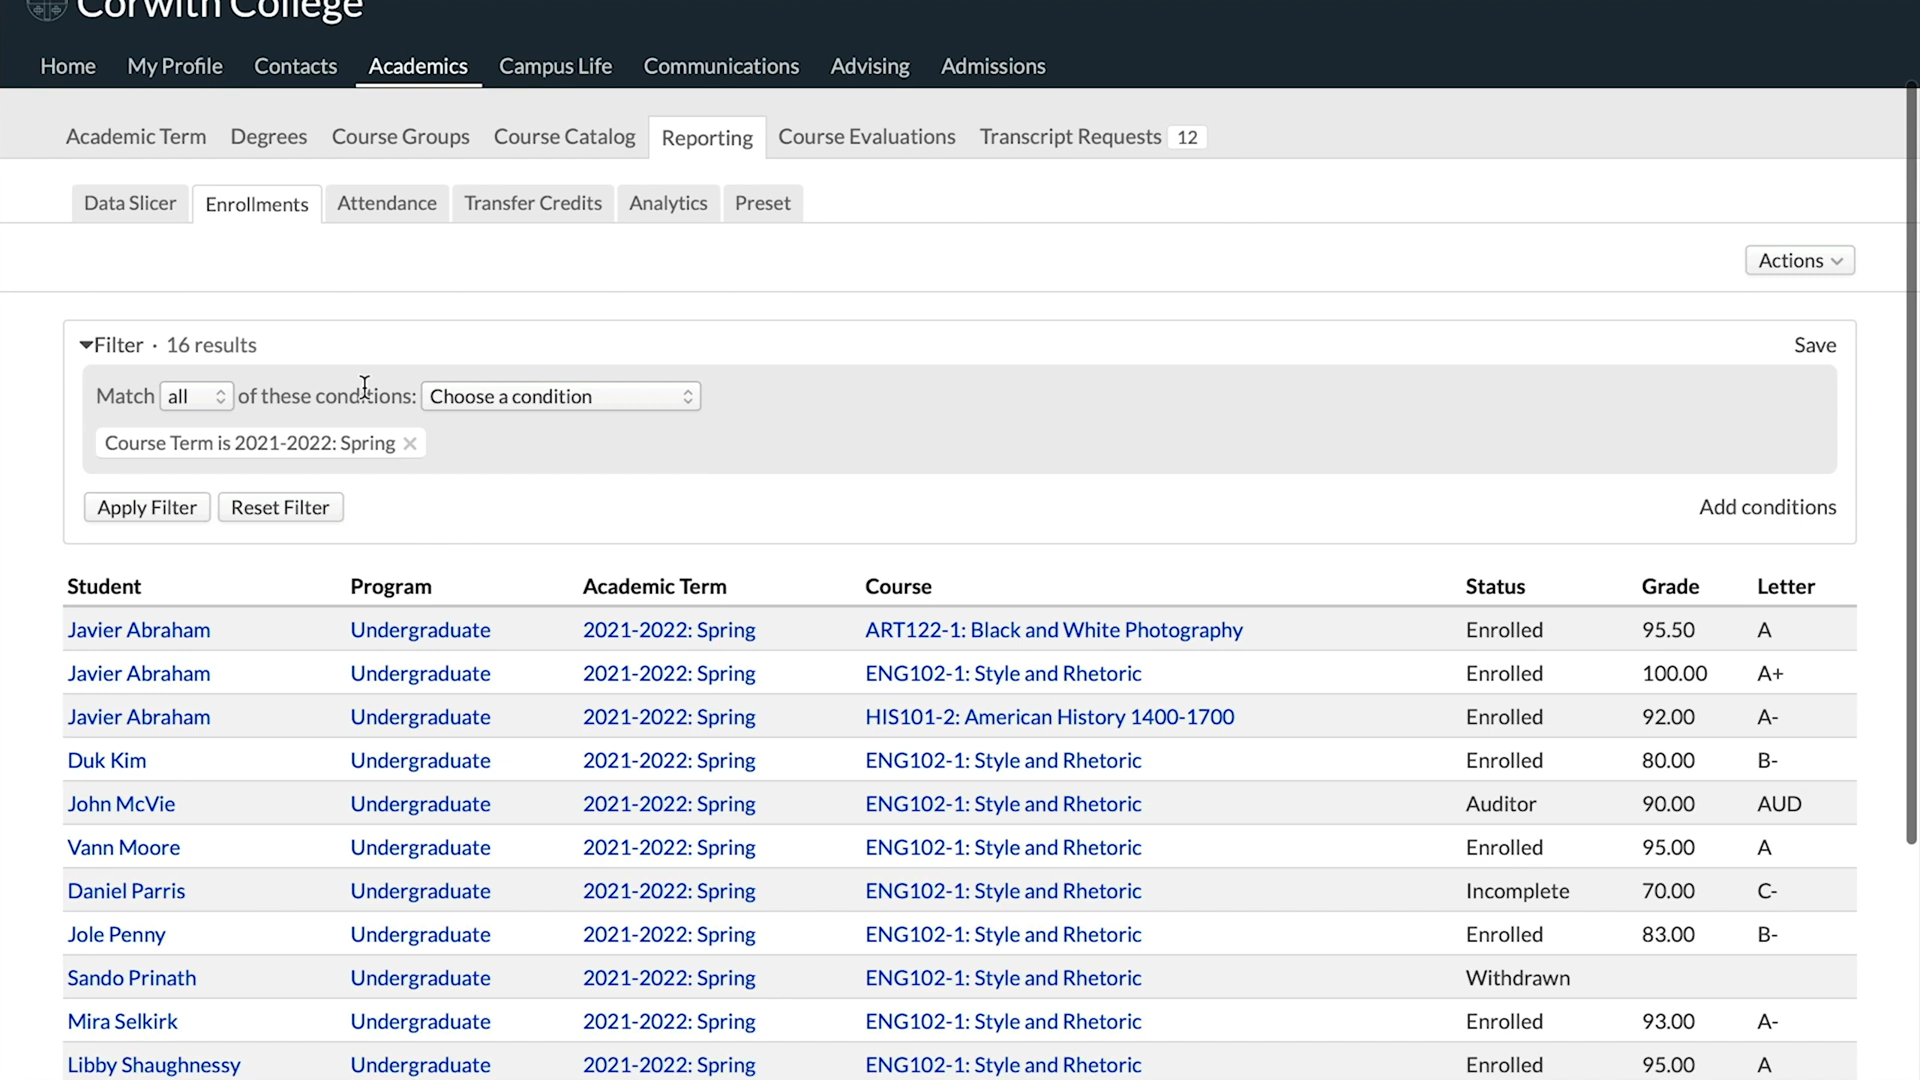 Corwith College
Home My Profile Contacts Academics Campus Life Communications Advising Admissions
Academic Term Degrees Course Groups Course Catalog Reporting Course Evaluations Transcript Requests 12
Data Slicer Enrollments Attendance Transfer Credits Analytics Preset
Actions
Filter · 16 results Save
Match all of these conditions: Choose a condition
Course Term is 2021-2022: Spring
Apply Filter Reset Filter Add conditions
Student Program Academic Term Course Status Grade Letter
Javier Abraham Undergraduate 2021-2022: Spring ART122-1: Black and White Photography Enrolled 95.50 A
Javier Abraham Undergraduate 2021-2022: Spring ENG102-1: Style and Rhetoric Enrolled 100.00 A+
Javier Abraham Undergraduate 2021-2022: Spring HIS101-2: American History 1400-1700 Enrolled 92.00 A-
Duk Kim Undergraduate 2021-2022: Spring ENG102-1: Style and Rhetoric Enrolled 80.00 B-
John McVie Undergraduate 2021-2022: Spring ENG102-1: Style and Rhetoric Auditor 90.00 AUD
Vann Moore Undergraduate 2021-2022: Spring ENG102-1: Style and Rhetoric Enrolled 95.00 A
Daniel Parris Undergraduate 2021-2022: Spring ENG102-1: Style and Rhetoric Incomplete 70.00 C-
Jole Penny Undergraduate 2021-2022: Spring ENG102-1: Style and Rhetoric Enrolled 83.00 B-
Sando Prinath Undergraduate 2021-2022: Spring ENG102-1: Style and Rhetoric Withdrawn
Mira Selkirk Undergraduate 2021-2022: Spring ENG102-1: Style and Rhetoric Enrolled 93.00 A-
Libby Shaughnessy Undergraduate 2021-2022: Spring ENG102-1: Style and Rhetoric Enrolled 95.00 A